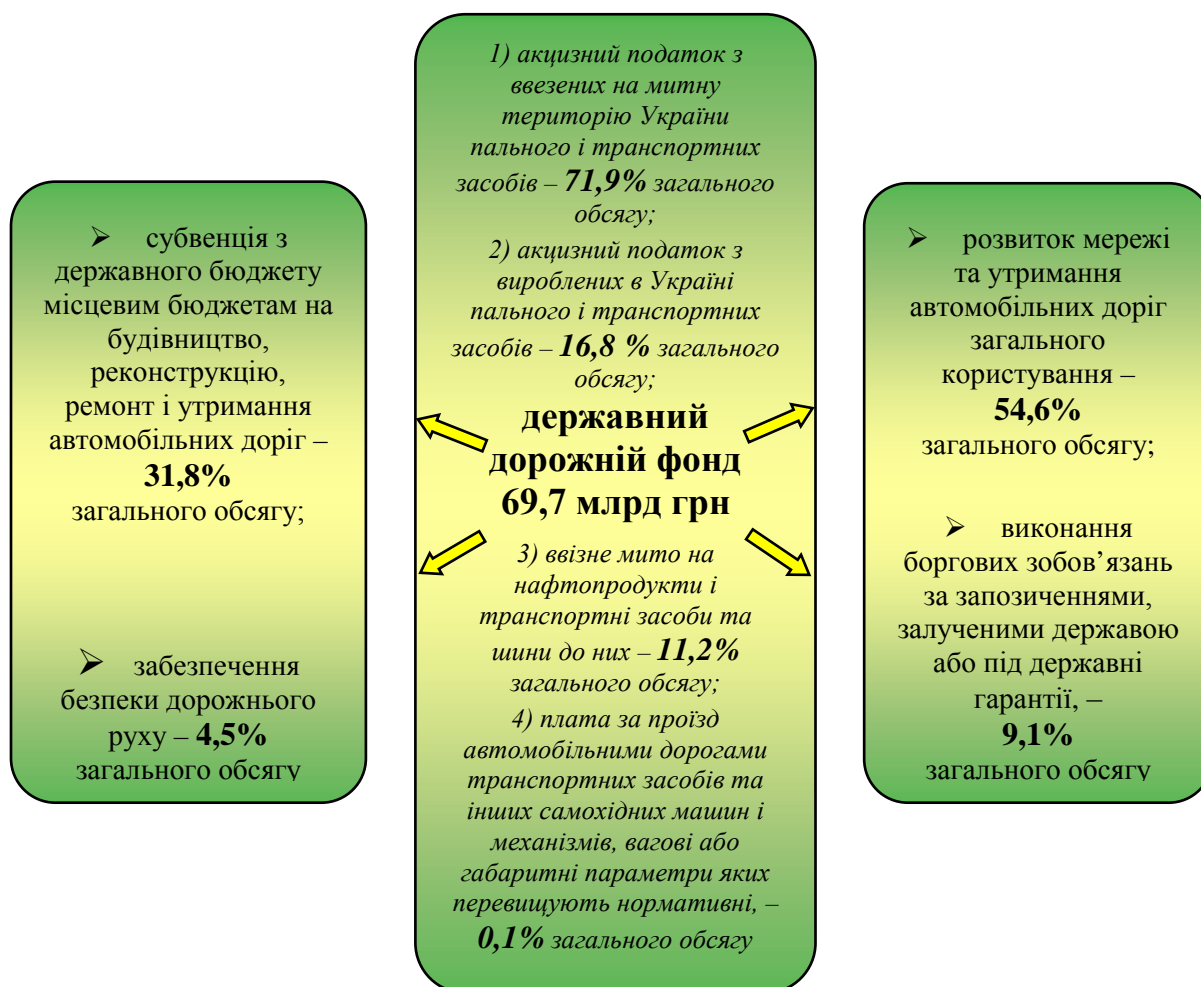 ➢ субвенція з
державного бюджету
місцевим бюджетам на
будівництво,
реконструкцію,
ремонт і утримання
автомобільних доріг –
31,8%
загального обсягу;
➢ забезпечення
безпеки дорожнього
руху – 4,5%
загального обсягу
1) акцизний податок з
ввезених на митну
територію України
пального і транспортних
засобів – 71,9% загального
обсягу;
2) акцизний податок з
вироблених в Україні
пального і транспортних
засобів – 16,8 % загального
обсягу;
державний
дорожній фонд
69,7 млрд грн
3) ввізне мито на
нафтопродукти і
транспортні засоби та
шини до них – 11,2%
загального обсягу;
4) плата за проїзд
автомобільними дорогами
транспортних засобів та
інших самохідних машин і
механізмів, вагові або
габаритні параметри яких
перевищують нормативні, –
0,1% загального обсягу
➢ розвиток мережі
та утримання
автомобільних доріг
загального
користування –
54,6%
загального обсягу;
➢ виконання
боргових зобов’язань
за запозиченнями,
залученими державою
або під державні
гарантії, –
9,1%
загального обсягу